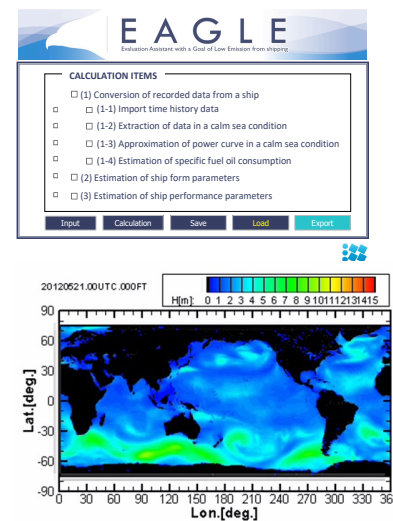 EAGLE
Evaluation Assistant with a Goal of Low Emission from shipping
CALCULATION ITEMS
(1) Conversion of recorded data from a ship
(1-1) Import time history data
(1-2) Extraction of data in a calm sea condition
(1-3) Approximation of power curve in a calm sea condition
(1-4) Estimation of specific fuel oil consumption
(2) Estimation of ship form parameters
(3) Estimation of ship performance parameters
Input Calculation Save Load Export
20120521.00UTC.000FT
H[m]: 0 1 2 3 4 5 6 7 8 9 10 11 12 13 14 15
90
60
30
0
-30
-60
-90
Lat.[deg.]
0 30 60 90 120 150 180 210 240 270 300 330 36
Lon.[deg.]